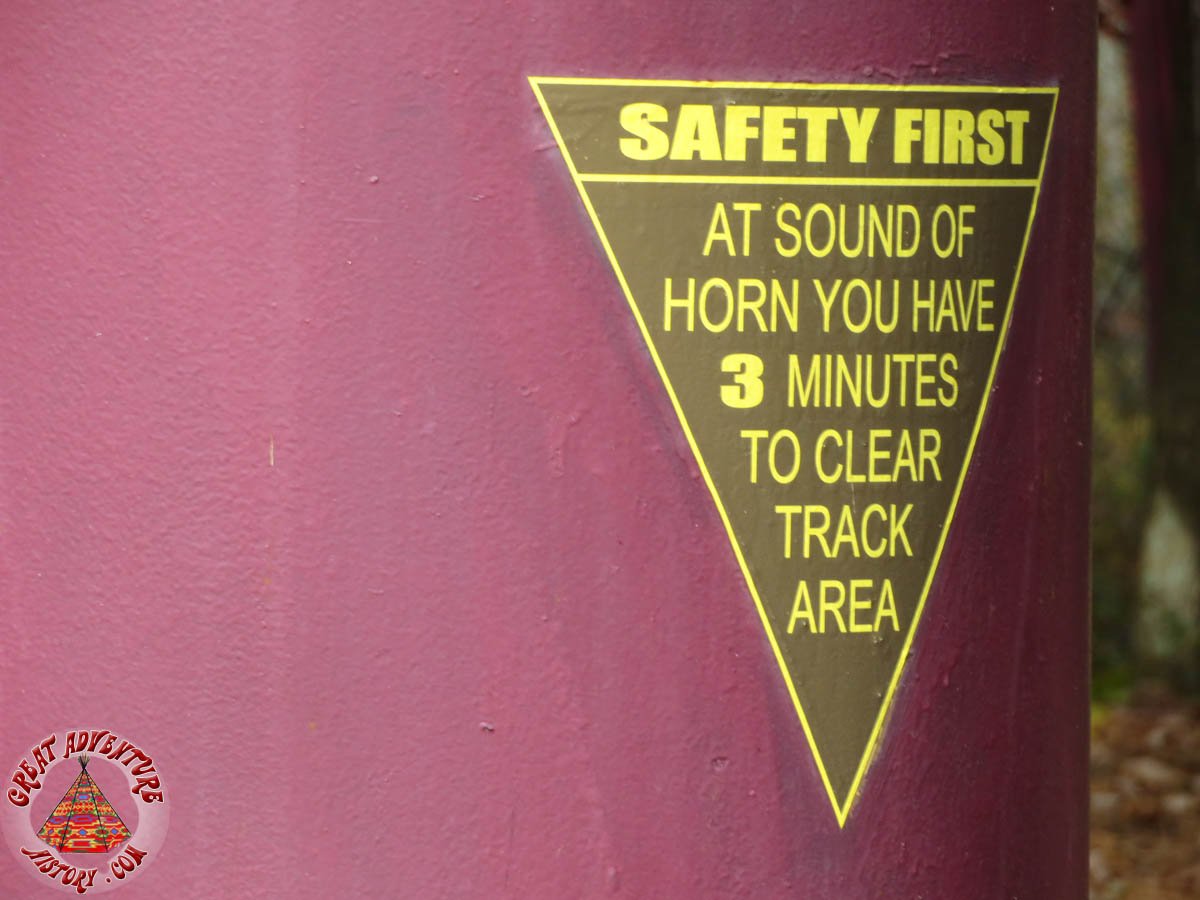 SAFETY FIRST
AT SOUND OF
HORN YOU HAVE
3 MINUTES
TO CLEAR
TRACK
AREA
GREAT ADVENTURE
HISTORY.COM